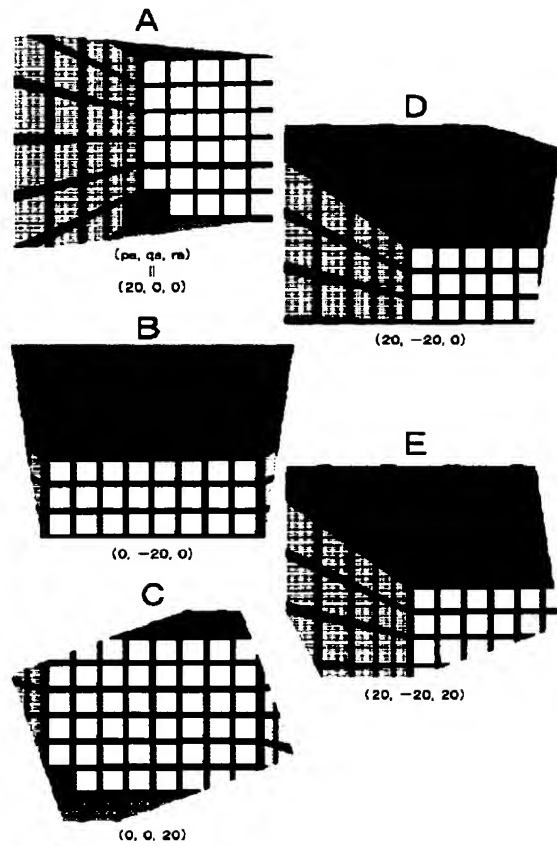 A
(pa, qa, ra)
||
(20, 0, 0)
B
(0, -20, 0)
C
(0, 0, 20)
D
(20, -20, 0)
E
(20, -20, 20)